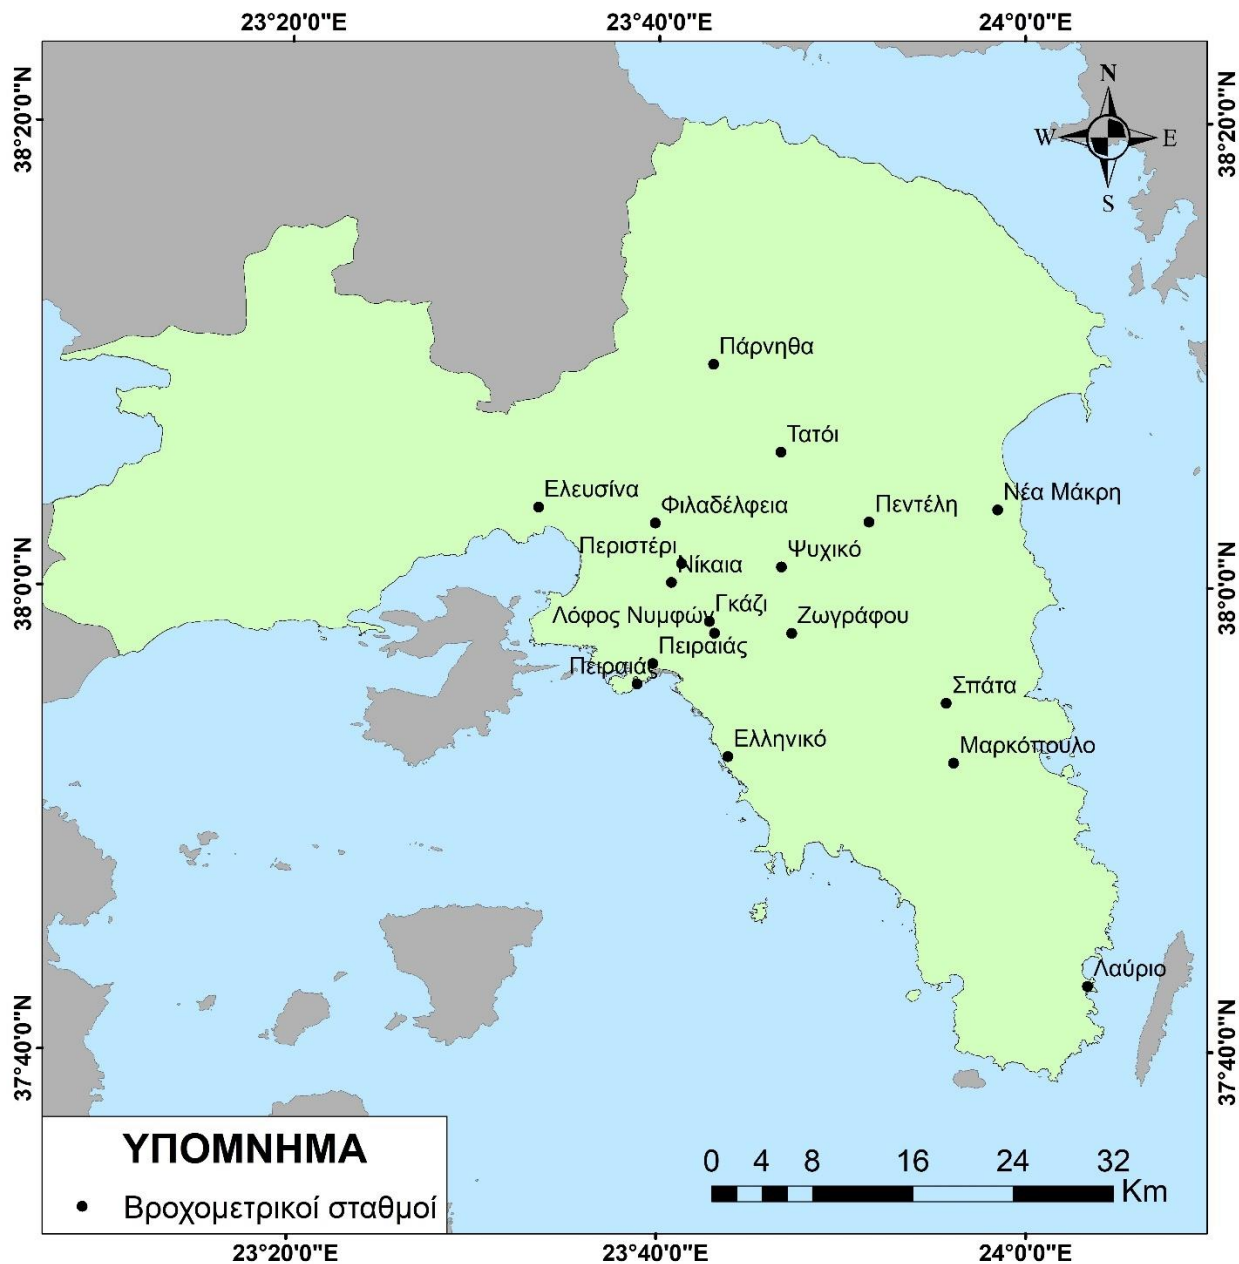 23°20'0"E
23°40'0"E
24°0'0"E
38°20'0"N
38°20'0"N
N
W
E
S
Πάρνηθα
Τατόι
Ελευσίνα
Φιλαδέλφεια
Πεντέλη
Νέα Μάκρη
Περιστέρι
Ψυχικό
Νίκαια
38°0'0"N
38°0'0"N
Γκάζι
Λόφος Νυμφών
Ζωγράφου
Πειραιάς
Πειραιάς
Σπάτα
Ελληνικό
Μαρκόπουλο
Λαύριο
37°40'0"N
37°40'0"N
ΥΠΟΜΝΗΜΑ
Βροχομετρικοί σταθμοί
0 4 8 16 24 32
Km
23°20'0"E
23°40'0"E
24°0'0"E